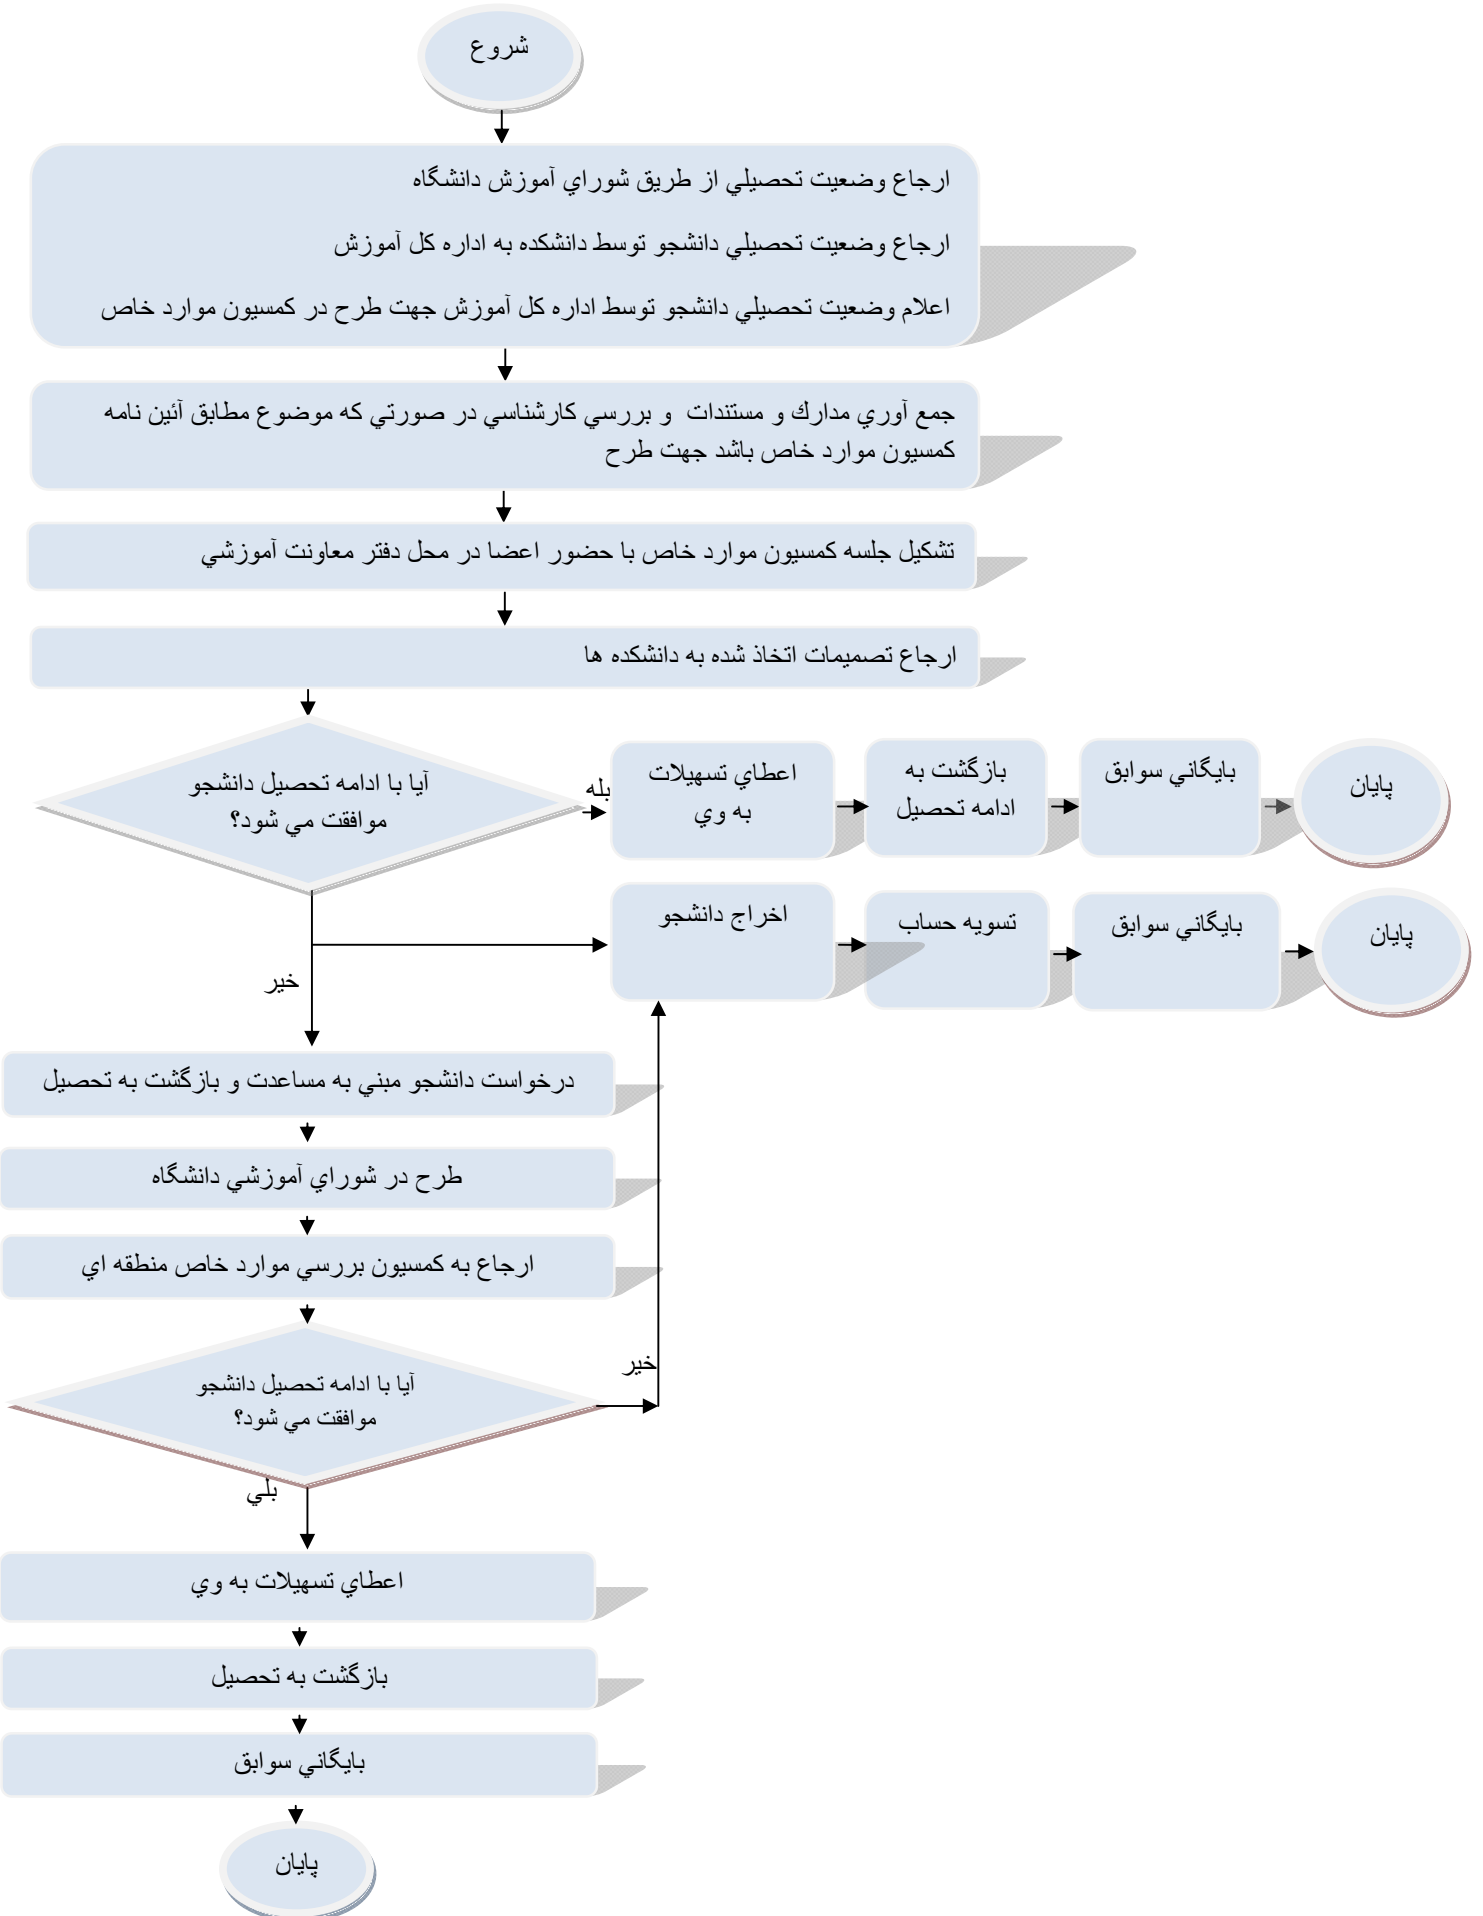 شروع
ارجاع وضعيت تحصيلي از طريق شوراي آموزش دانشگاه
ارجاع وضعيت تحصيلي دانشجو توسط دانشكده به اداره كل آموزش
اعلام وضعيت تحصيلي دانشجو توسط اداره كل آموزش جهت طرح در كمسيون موارد خاص
جمع آوري مدارك و مستندات و بررسي كارشناسي در صورتي كه موضوع مطابق آئين نامه
كمسيون موارد خاص باشد جهت طرح
تشكيل جلسه كمسيون موارد خاص با حضور اعضا در محل دفتر معاونت آموزشي
ارجاع تصميمات اتخاذ شده به دانشكده ها
آيا با ادامه تحصيل دانشجو
موافقت مي شود؟
بله
اعطاي تسهيلات
به وي
بازگشت به
ادامه تحصيل
بايگاني سوابق
پايان
خير
اخراج دانشجو
تسويه حساب
بايگاني سوابق
پايان
درخواست دانشجو مبني به مساعدت و بازگشت به تحصيل
طرح در شوراي آموزشي دانشگاه
ارجاع به كمسيون بررسي موارد خاص منطقه اي
آيا با ادامه تحصيل دانشجو
موافقت مي شود؟
خير
بلي
اعطاي تسهيلات به وي
بازگشت به تحصيل
بايگاني سوابق
پايان